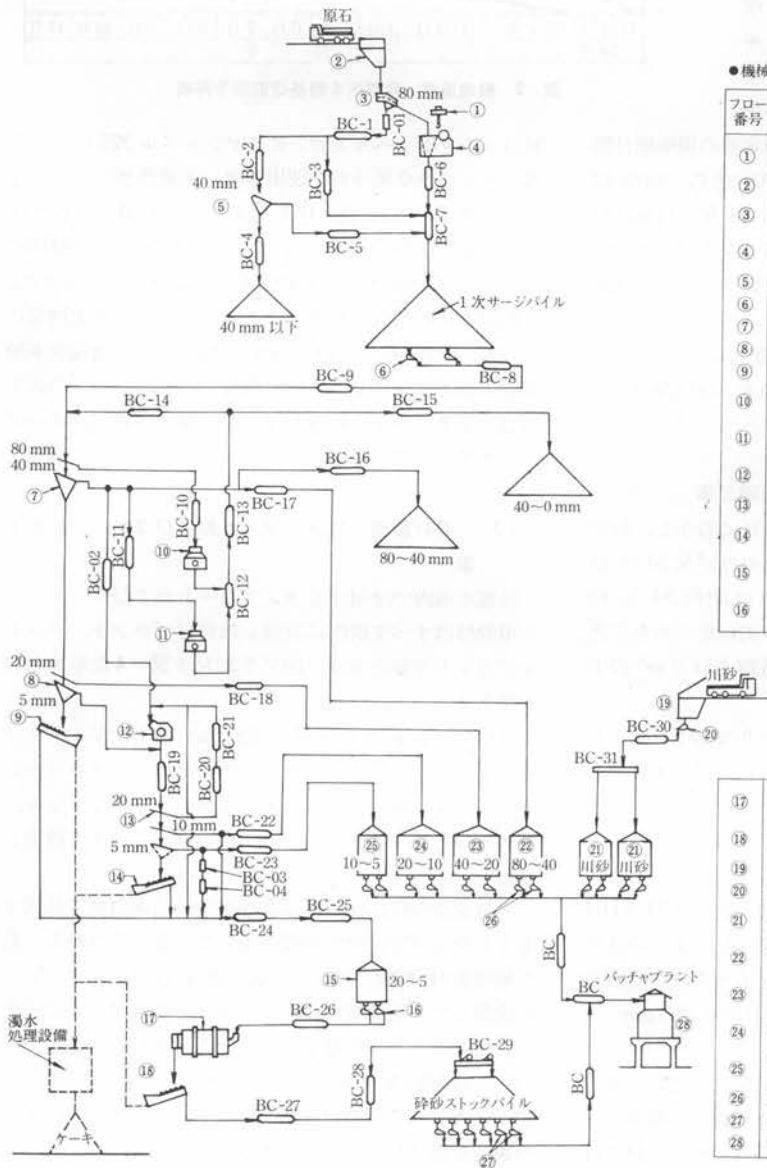 原石
②
● 機械
③
80 mm
①
フロー
番号
BC-1
BC-01
④
BC-2
BC-3
BC-6
40 mm
⑤
BC-7
BC-5
BC-4
1次サージパイル
40 mm 以下
⑥
BC-8
BC-9
BC-14
BC-15
80 mm
40 mm
⑦
BC-10
BC-13
BC-16
BC-17
40〜0 mm
80〜40 mm
BC-02
BC-11
⑩
BC-12
⑪
20 mm
⑧
BC-18
5 mm
⑨
⑫
BC-21
BC-19
BC-20
川砂
⑲
⑳
BC-30
BC-31
20 mm
⑬
10 mm
BC-22
5 mm
BC-23
BC-03
BC-04
⑭
㉕
10〜5
㉔
20〜10
㉓
40〜20
㉒
80〜40
㉑
川砂
㉑
川砂
㉖
BC-24
BC-25
⑮
20〜5
⑯
BC
BC
バッチャプラント
㉘
BC
⑰
BC-26
濁水
処理設備
⑱
BC-27
BC-28
BC-29
砕砂ストックパイル
㉗
ケーキ
①
②
③
④
⑤
⑥
⑦
⑧
⑨
⑩
⑪
⑫
⑬
⑭
⑮
⑯
⑰
⑱
⑲
⑳
㉑
㉒
㉓
㉔
㉕
㉖
㉗
㉘